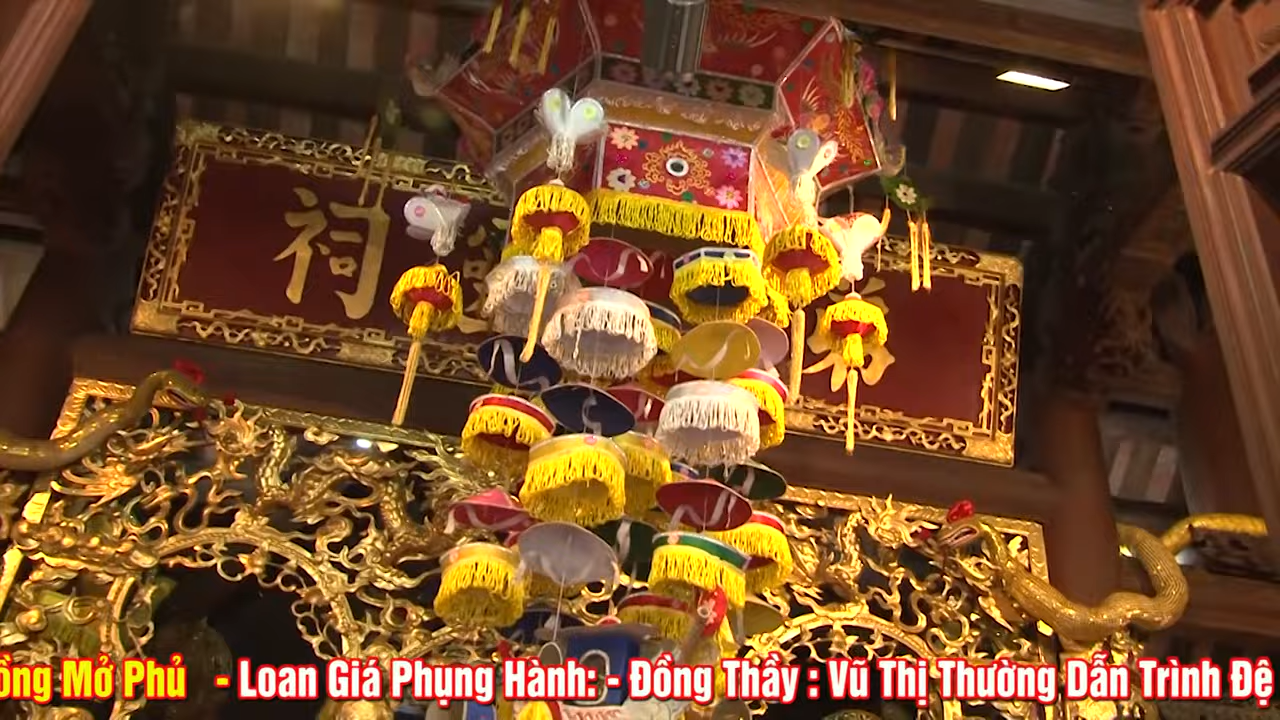 祠
ồng Mở Phủ - Loan Giá Phụng Hành: - Đồng Thầy : Vũ Thị Thường Dẫn Trình Đệ